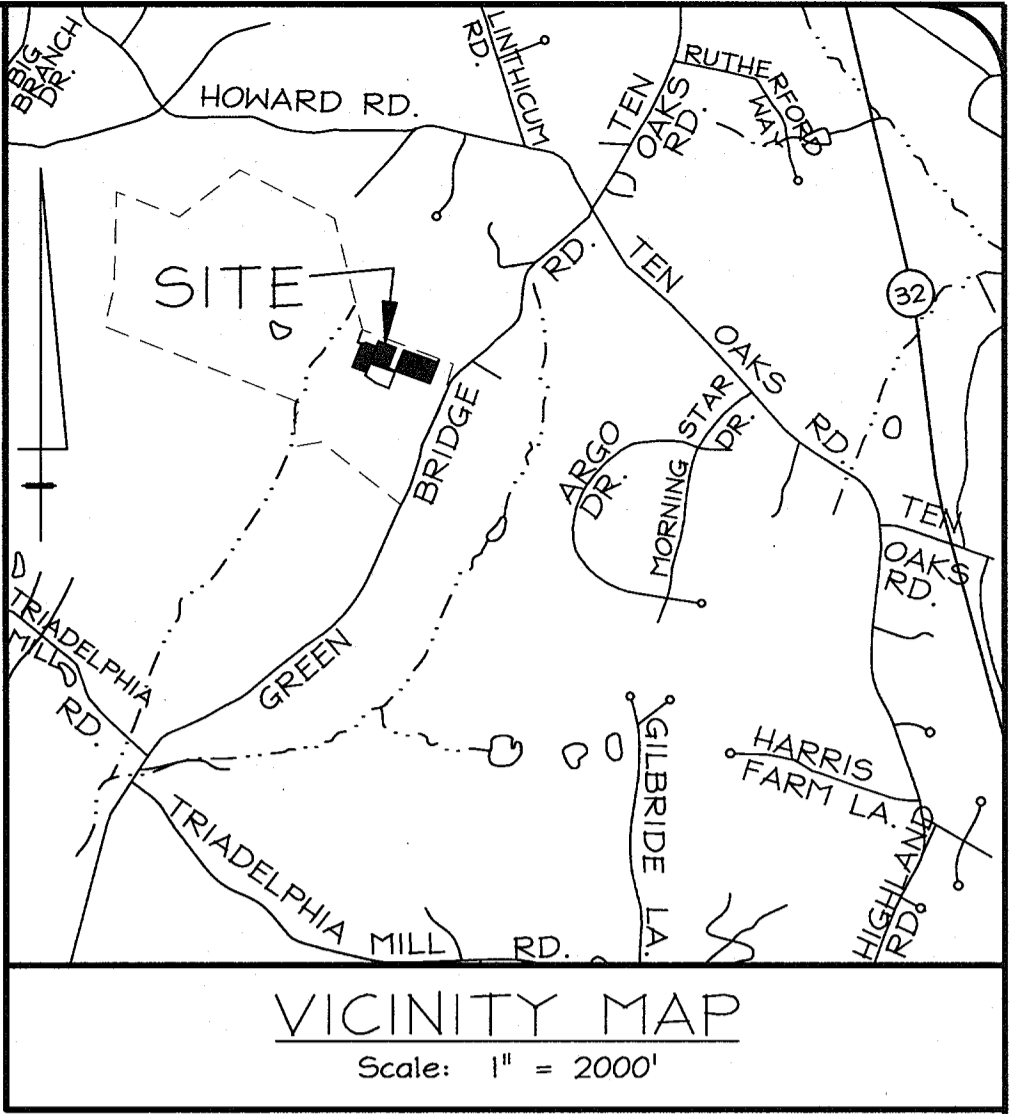 BIG
BRANCH
DR.
HOWARD RD.
LINTHICUM
RD.
TEN
OAKS
RD.
RUTHERFORD
WAY
SITE
RD.
TEN
OAKS
RD.
32
BRIDGE
GREEN
STAR
DR.
MORNING
ARGO
DR.
TEN
OAKS
RD.
TRIADELPHIA
MILL
RD.
GILBRIDE LA.
HARRIS
FARM LA.
HIGHLAND
RD.
TRIADELPHIA
MILL
RD.
VICINITY MAP
Scale: 1" = 2000'